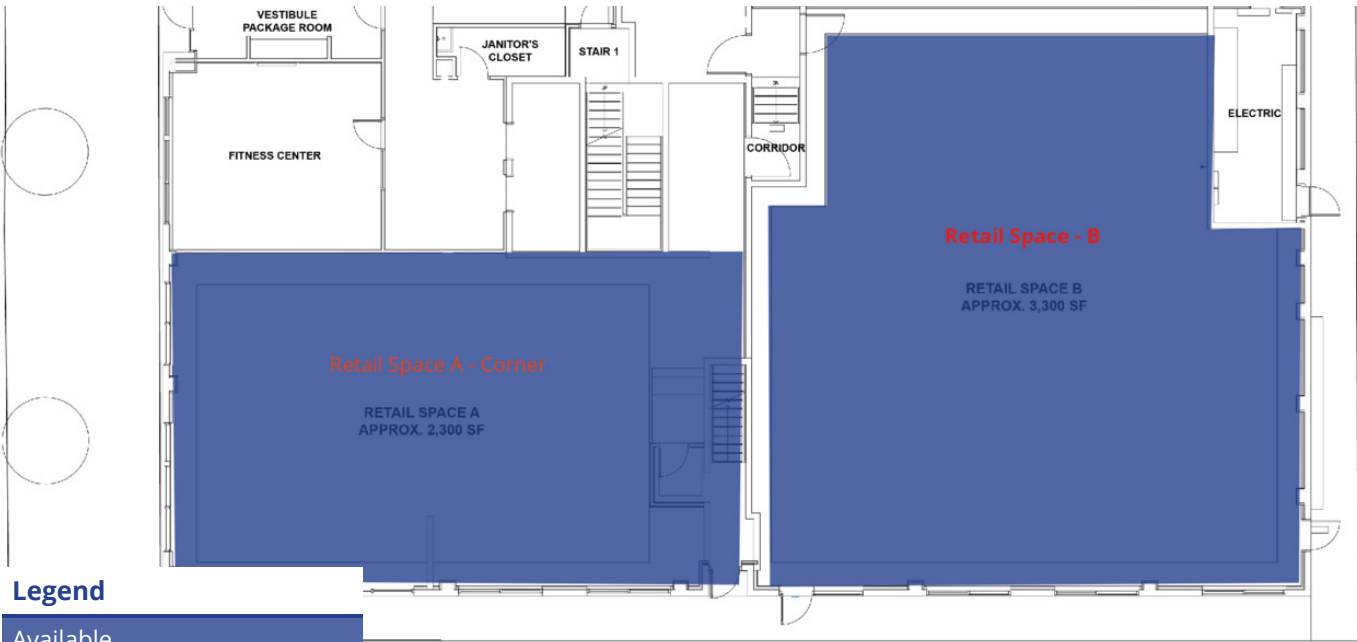 VESTIBULE
PACKAGE ROOM
JANITOR'S
CLOSET
STAIR 1
ELECTRIC
CORRIDOR
FITNESS CENTER
Retail Space - B
RETAIL SPACE B
APPROX. 3,300 SF
Retail Space A - Corner
RETAIL SPACE A
APPROX. 2,300 SF
Legend
Available